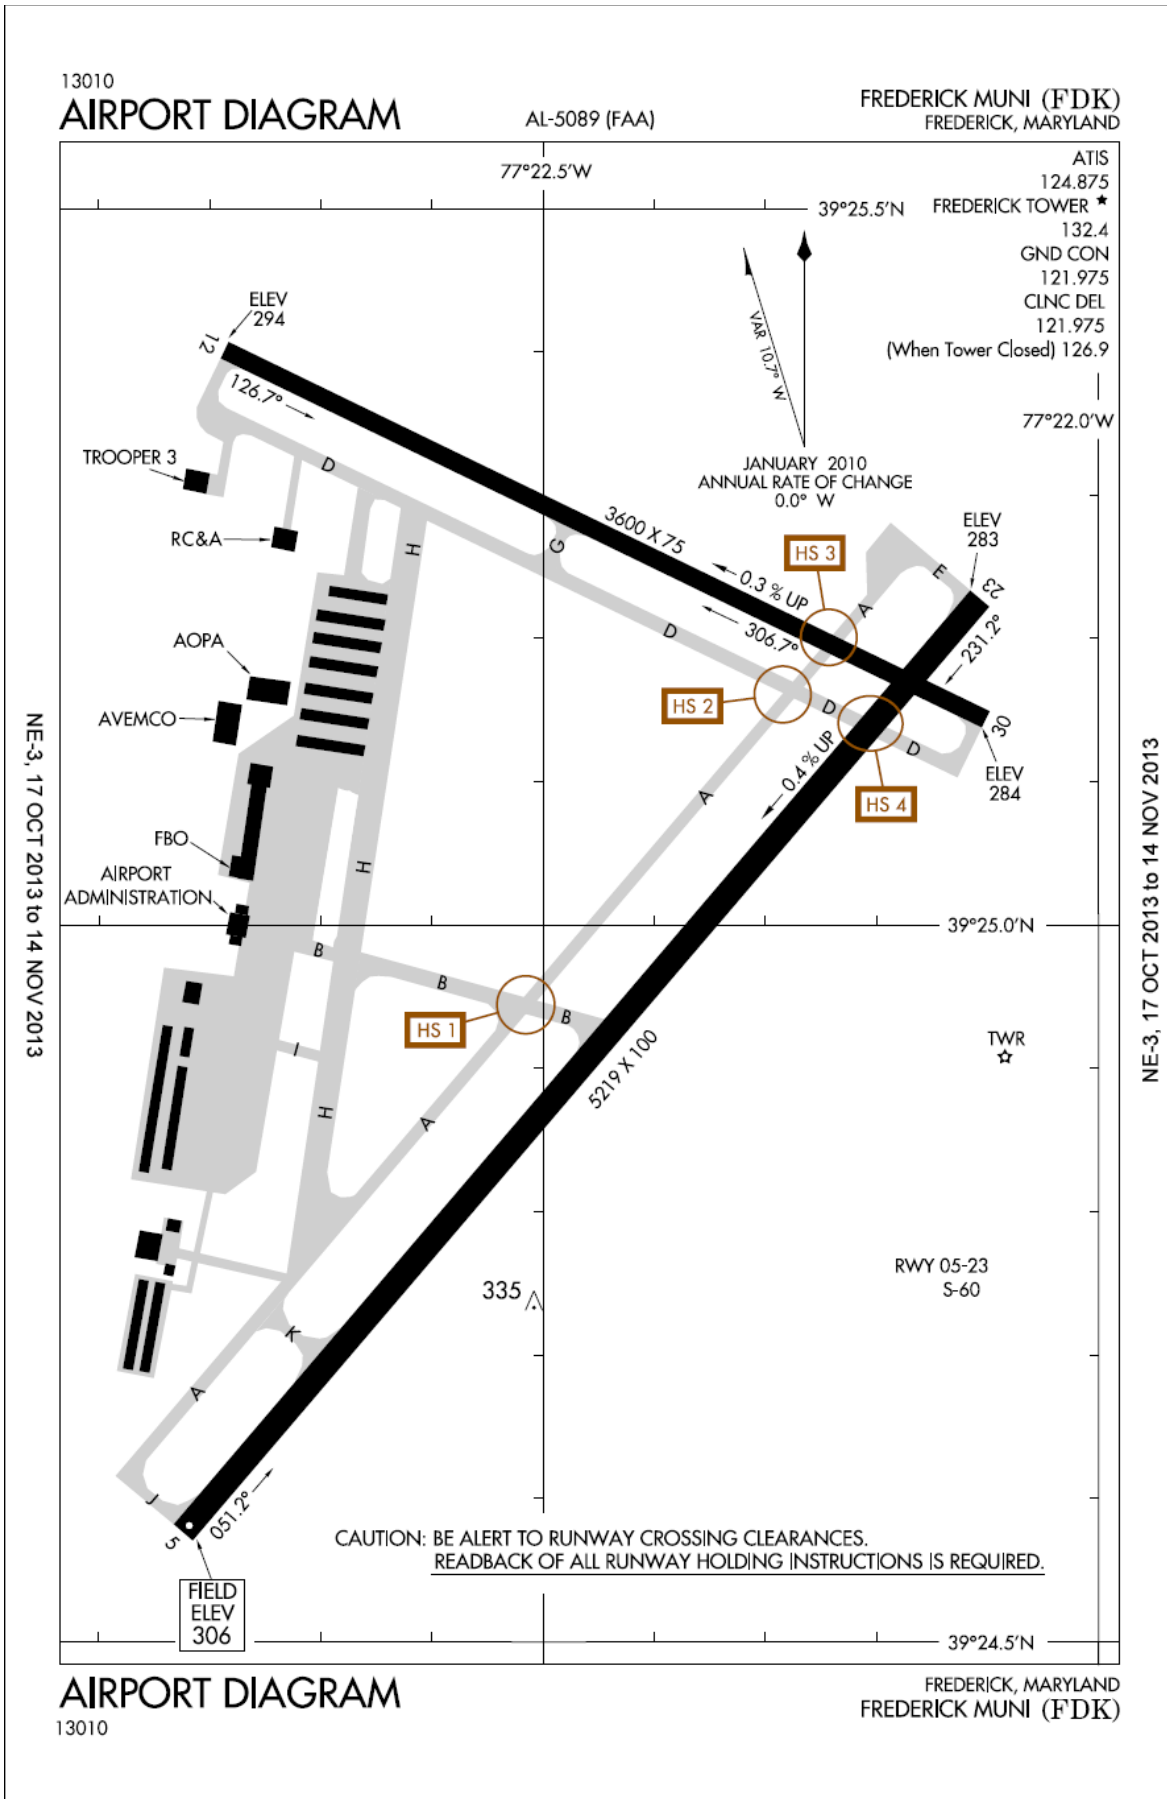 13010
AIRPORT DIAGRAM
AL-5089 (FAA)
FREDERICK MUNI (FDK)
FREDERICK, MARYLAND
77°22.5'W
ATIS
124.875
39°25.5'N
FREDERICK TOWER ★
132.4
GND CON
121.975
CLNC DEL
121.975
(When Tower Closed) 126.9
77°22.0'W
VAR 10.7° W
JANUARY 2010
ANNUAL RATE OF CHANGE
0.0° W
ELEV
294
12
126.7°
TROOPER 3
D
RC&A
H
G
3600 X 75
0.3 % UP
306.7°
HS 3
ELEV
283
E
23
A
231.2°
D
AOPA
AVEMCO
HS 2
D
D
30
ELEV
284
0.4 % UP
HS 4
A
FBO
H
AIRPORT
ADMINISTRATION
39°25.0'N
B
B
B
HS 1
I
H
A
5219 X 100
TWR
335
RWY 05-23
S-60
K
A
J
5
051.2°
FIELD
ELEV
306
CAUTION: BE ALERT TO RUNWAY CROSSING CLEARANCES.
READBACK OF ALL RUNWAY HOLDING INSTRUCTIONS IS REQUIRED.
39°24.5'N
NE-3, 17 OCT 2013 to 14 NOV 2013
NE-3, 17 OCT 2013 to 14 NOV 2013
AIRPORT DIAGRAM
13010
FREDERICK, MARYLAND
FREDERICK MUNI (FDK)